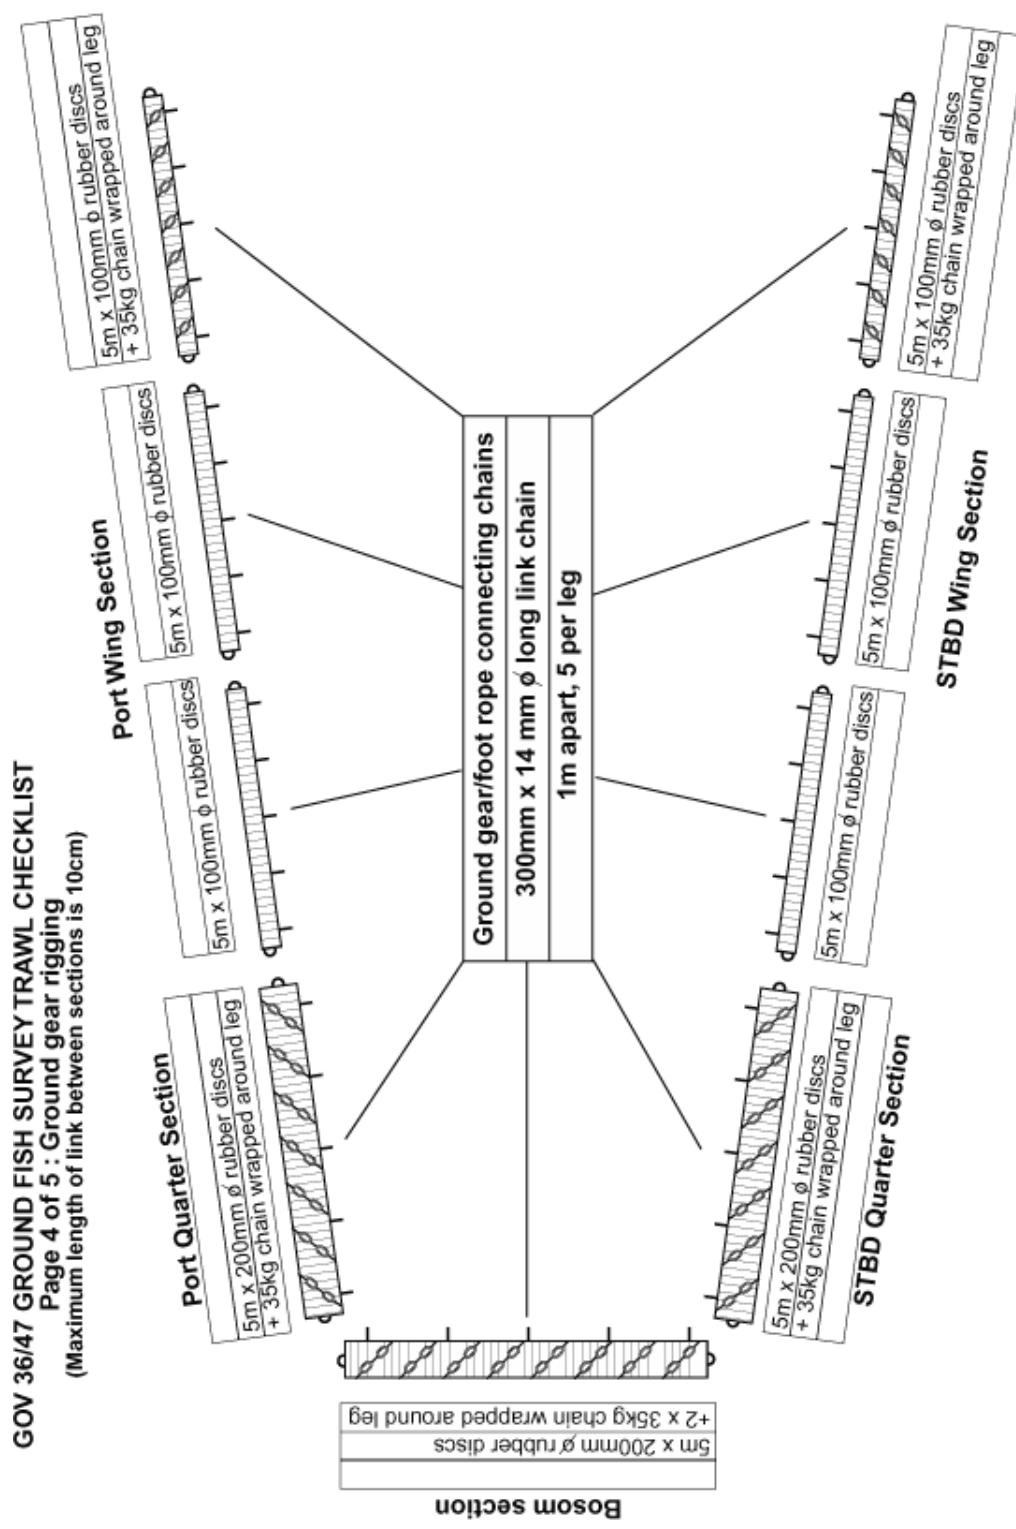 GOV 36/47 GROUND FISH SURVEY TRAWL CHECKLIST
Page 4 of 5 : Ground gear rigging
(Maximum length of link between sections is 10cm)
Port Quarter Section
5m x 200mm ϕ rubber discs
+ 35kg chain wrapped around leg
Port Wing Section
5m x 100mm ϕ rubber discs
5m x 100mm ϕ rubber discs
5m x 100mm ϕ rubber discs
+ 35kg chain wrapped around leg
Ground gear/foot rope connecting chains
300mm x 14 mm ϕ long link chain
1m apart, 5 per leg
Bosom section
5m x 200mm ϕ rubber discs
+2 x 35kg chain wrapped around leg
5m x 200mm ϕ rubber discs
+ 35kg chain wrapped around leg
STBD Quarter Section
5m x 100mm ϕ rubber discs
5m x 100mm ϕ rubber discs
5m x 100mm ϕ rubber discs
+ 35kg chain wrapped around leg
STBD Wing Section